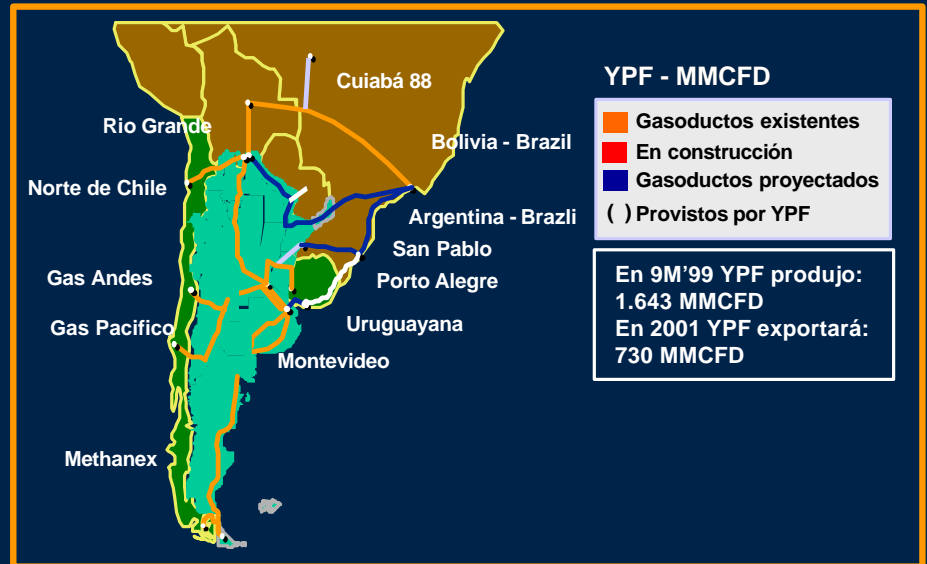 Cuiabá 88
Rio Grande
Bolivia - Brazil
Norte de Chile
Argentina - Brazli
San Pablo
Gas Andes
Porto Alegre
Gas Pacifico
Uruguayana
Montevideo
Methanex
YPF - MMCFD
Gasoductos existentes
En construcción
Gasoductos proyectados
( ) Provistos por YPF
En 9M'99 YPF produjo:
1.643 MMCFD
En 2001 YPF exportará:
730 MMCFD